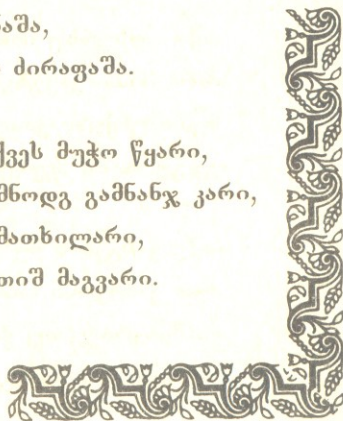 აშა,
ძირაფაშა.
ქვეს მუჭო წყარი,
მნოდგ გამნანჯ კარი,
მათხილარი,
თიშ მაგვარი.